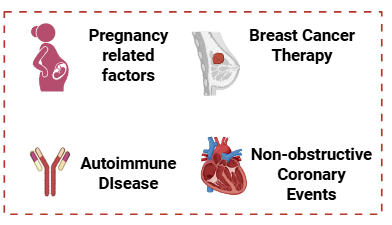 Pregnancy
related
factors
Breast Cancer
Therapy
Autoimmune
DIsease
Non-obstructive
Coronary
Events